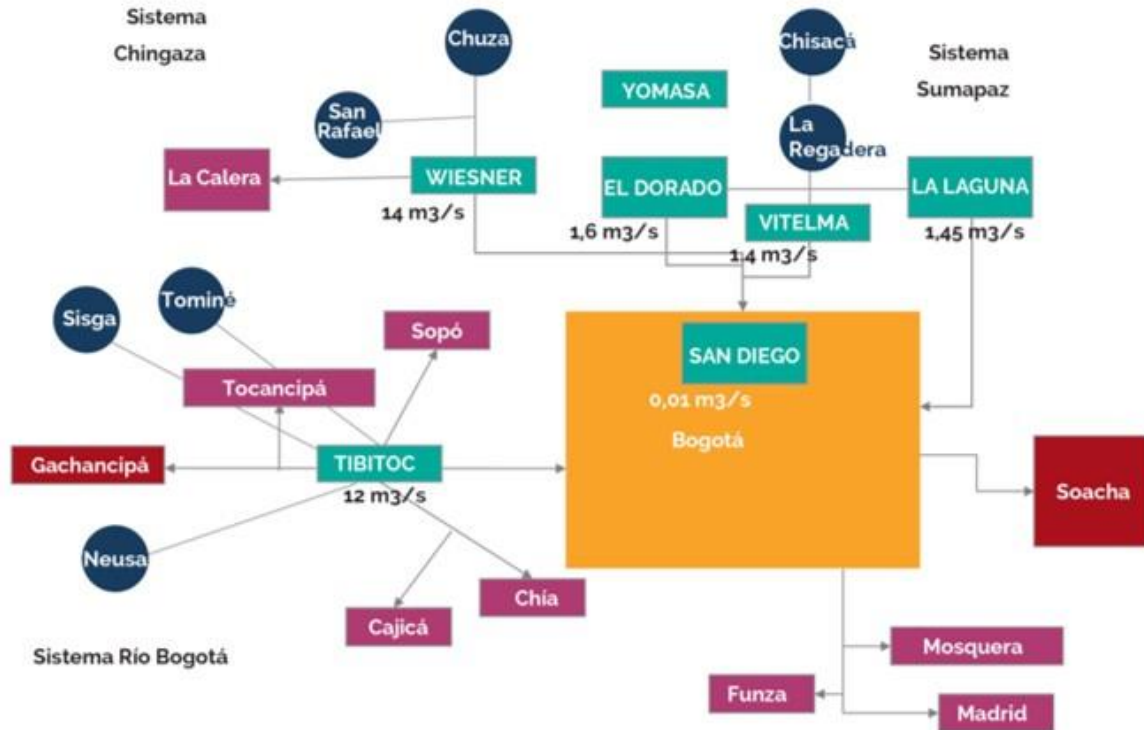 Sistema
Chingaza
Chuza
Chisacá
Sistema
Sumapaz
YOMASA
San
Rafael
La
Regadera
La Calera
WIESNER
EL DORADO
LA LAGUNA
14 m3/s
1,6 m3/s
VITELMA
1,4 m3/s
1,45 m3/s
Tominé
Sisga
Sopó
SAN DIEGO
Tocancipá
0,01 m3/s
Bogotá
Gachancipá
TIBITOC
12 m3/s
Soacha
Neusa
Chía
Cajicá
Sistema Río Bogotá
Mosquera
Funza
Madrid